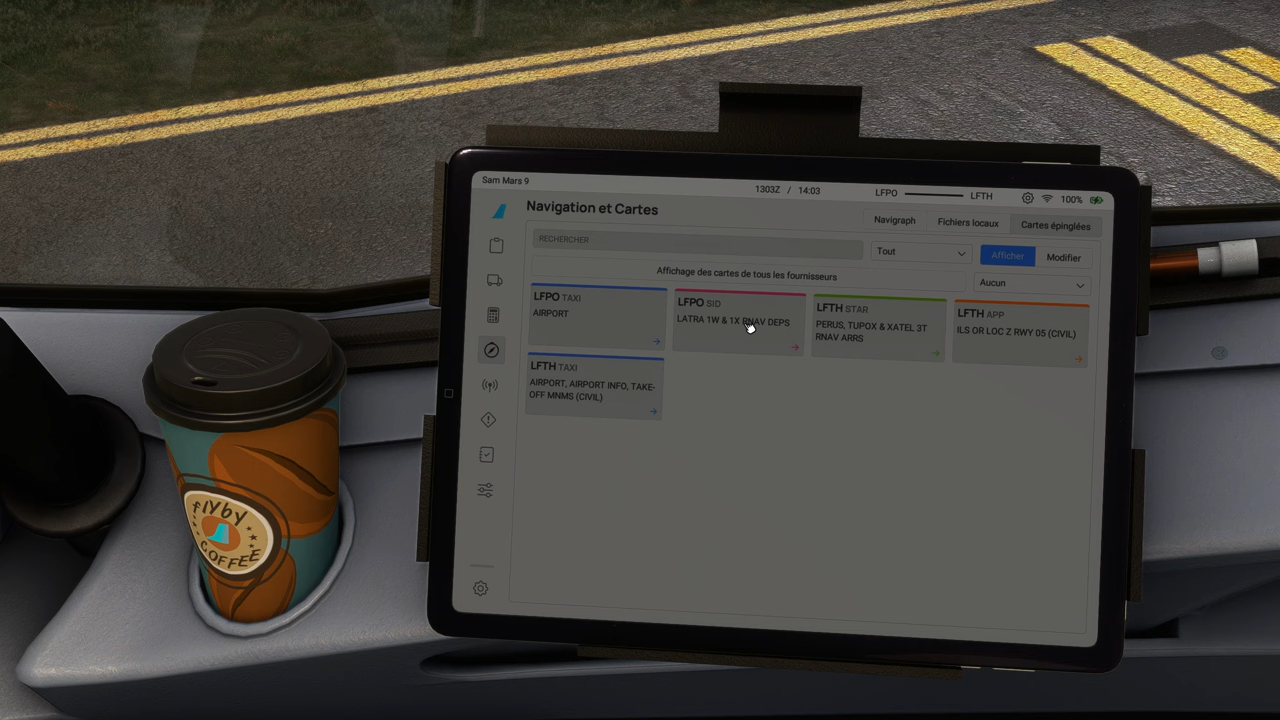 Sam Mars 9
1303Z / 14:03
LFPO
LFTH
100%
Navigation et Cartes
Navigraph
Fichiers locaux
Cartes épinglées
RECHERCHER
Tout
Afficher
Modifier
Affichage des cartes de tous les fournisseurs
Aucun
LFPO TAXI
AIRPORT
LFPO SID
LATRA 1W & 1X RNAV DEPS
LFTH STAR
PERUS, TUPOX & XATEL 3T
RNAV ARRS
LFTH APP
ILS OR LOC Z RWY 05 (CIVIL)
LFTH TAXI
AIRPORT, AIRPORT INFO, TAKE-
OFF MNMS (CIVIL)
flyby
COFFEE